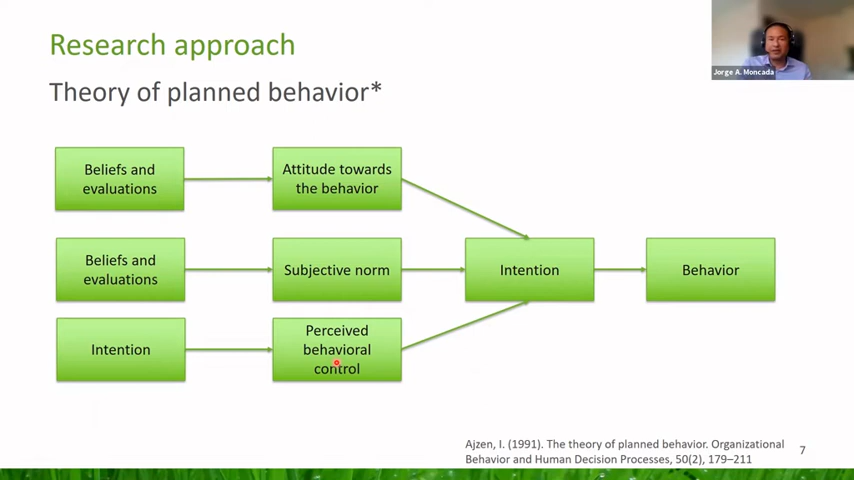 Research approach
Jorge A. Moncada
Theory of planned behavior*
Beliefs and
evaluations
Attitude towards
the behavior
Beliefs and
evaluations
Subjective norm
Intention
Behavior
Intention
Perceived
behavioral
control
Ajzen, I. (1991). The theory of planned behavior. Organizational
Behavior and Human Decision Processes, 50(2), 179–211
7